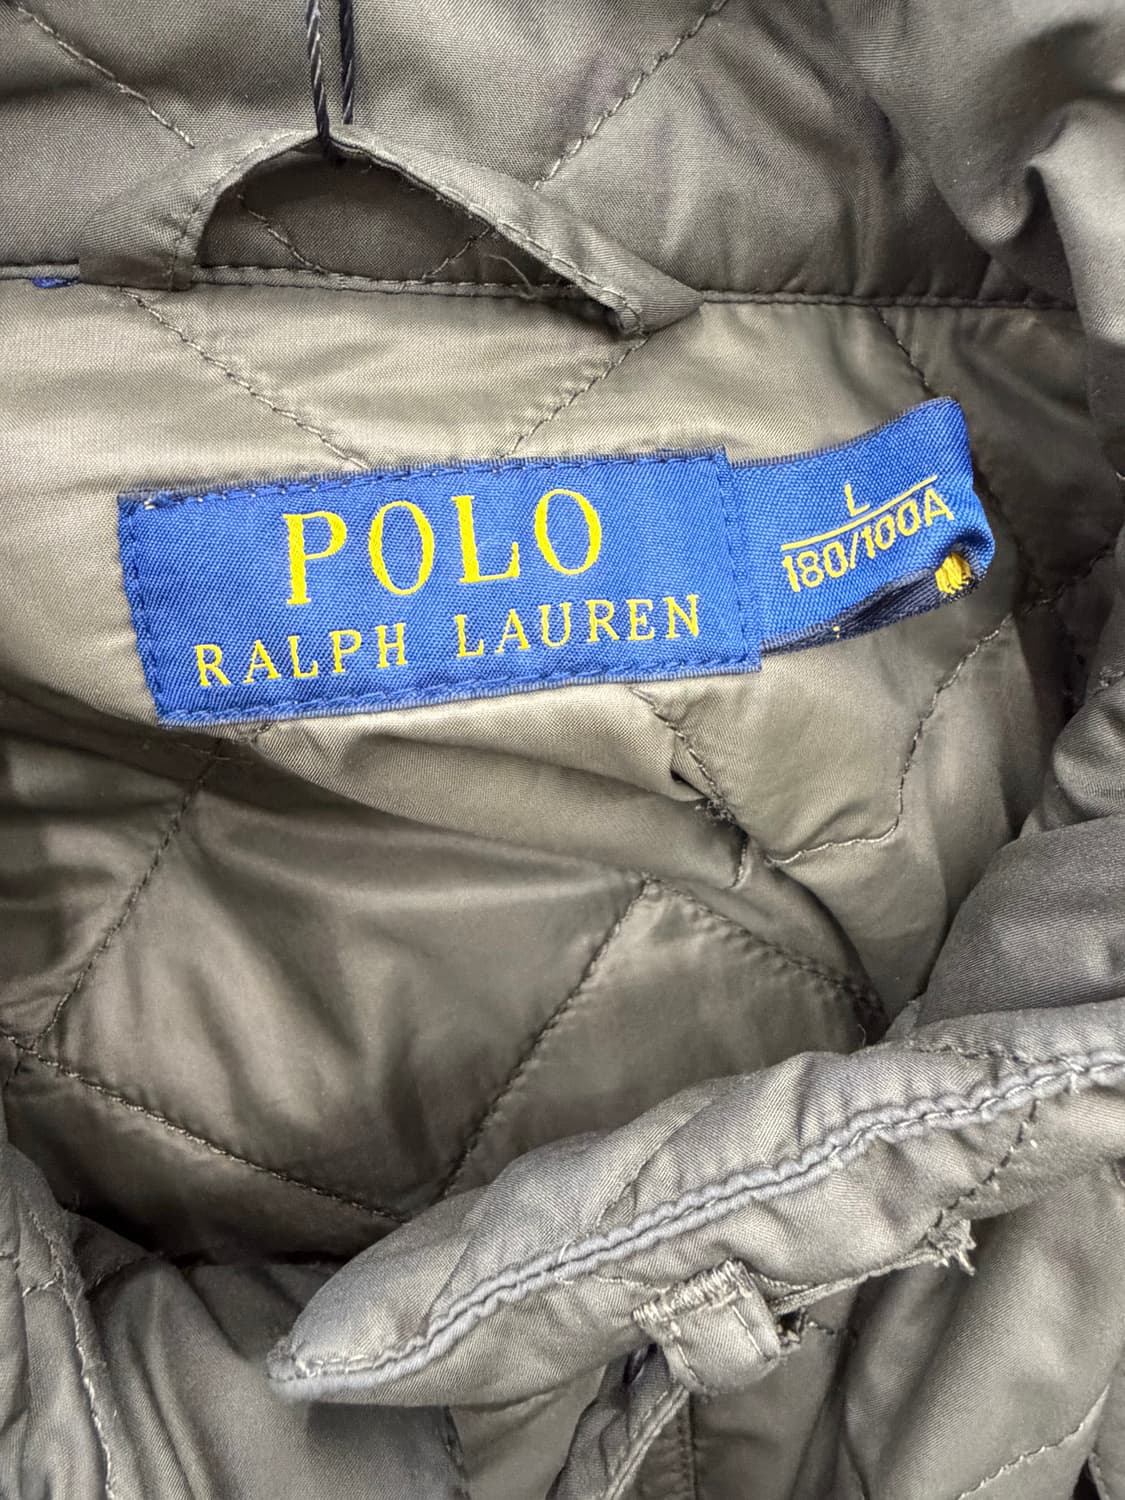 POLO
RALPH LAUREN
L
180/100A